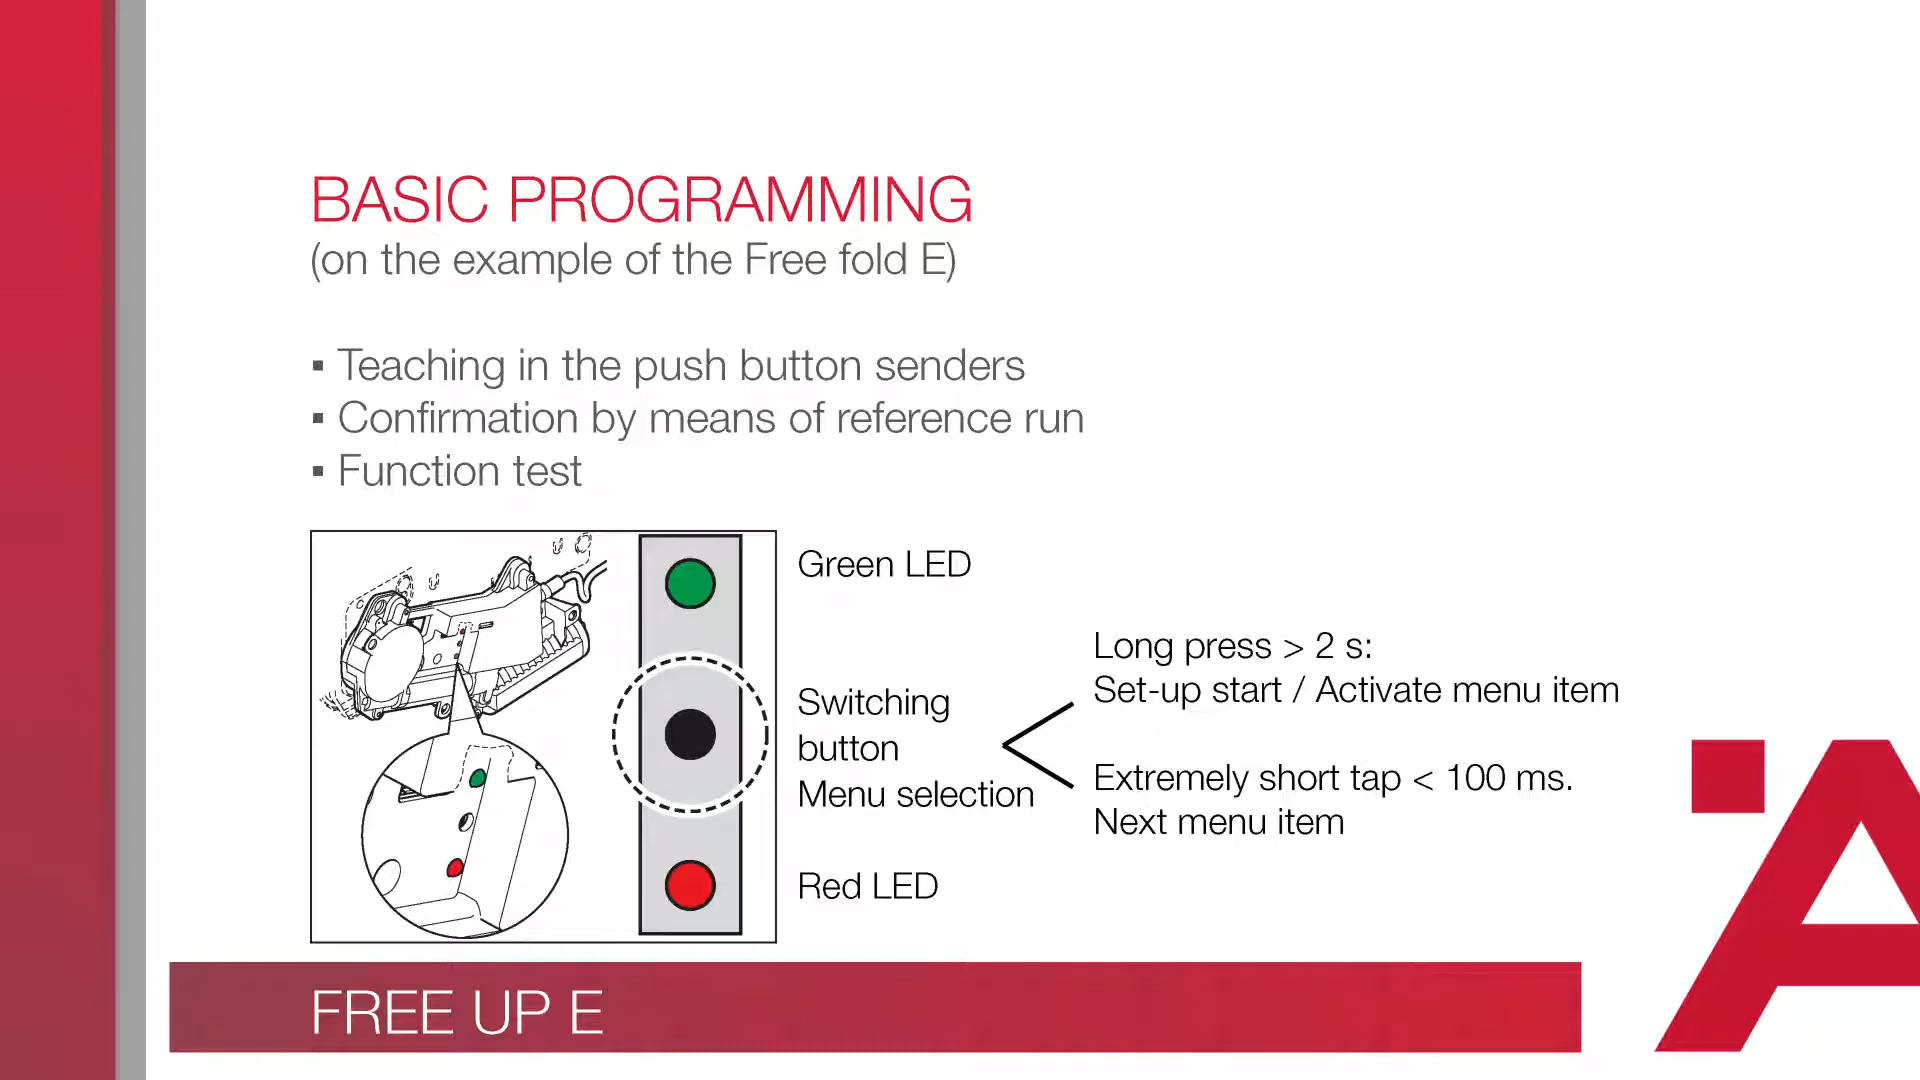 BASIC PROGRAMMING
(on the example of the Free fold E)
▪ Teaching in the push button senders
▪ Confirmation by means of reference run
▪ Function test
Green LED
Switching
button
Menu selection
Long press > 2 s:
Set-up start / Activate menu item
Extremely short tap < 100 ms.
Next menu item
Red LED
FREE UP E